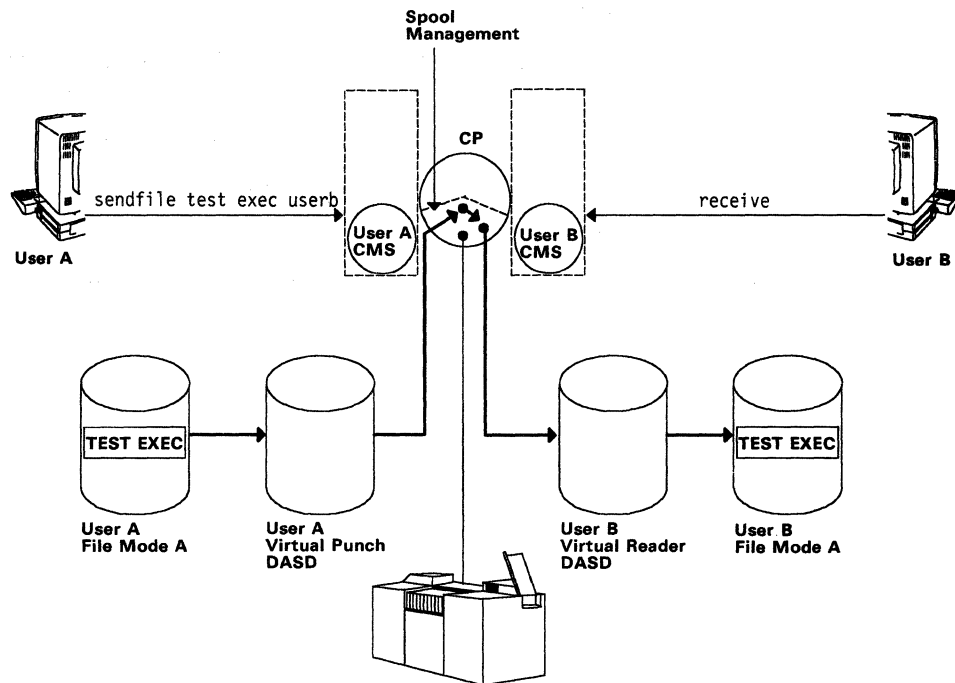 Spool
Management
CP
sendfile test exec userb
receive
User A
CMS
User B
CMS
User A
User B
TEST EXEC
TEST EXEC
User A
File Mode A
User A
Virtual Punch
DASD
User B
Virtual Reader
DASD
User B
File Mode A